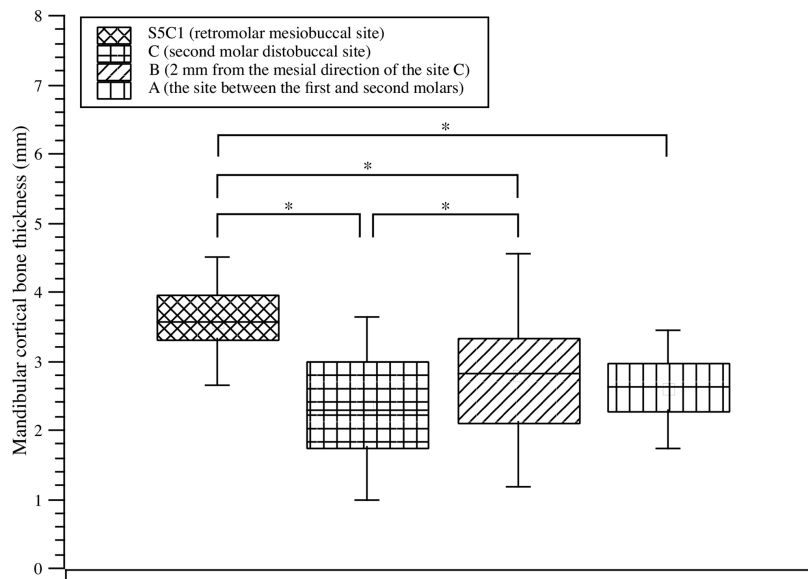 8
7
6
5
4
3
2
1
0
Mandibular cortical bone thickness (mm)
S5C1 (retromolar mesiobuccal site)
C (second molar distobuccal site)
B (2 mm from the mesial direction of the site C)
A (the site between the first and second molars)
*
*
* *